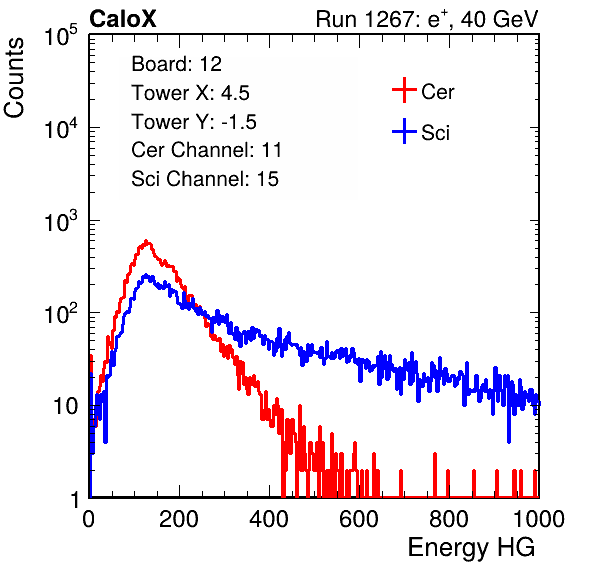 CaloX Run 1267: e⁺, 40 GeV
Counts
Board: 12
Tower X: 4.5
Tower Y: -1.5
Cer Channel: 11
Sci Channel: 15
Cer
Sci
10⁵
10⁴
10³
10²
10
1
0 200 400 600 800 1000
Energy HG